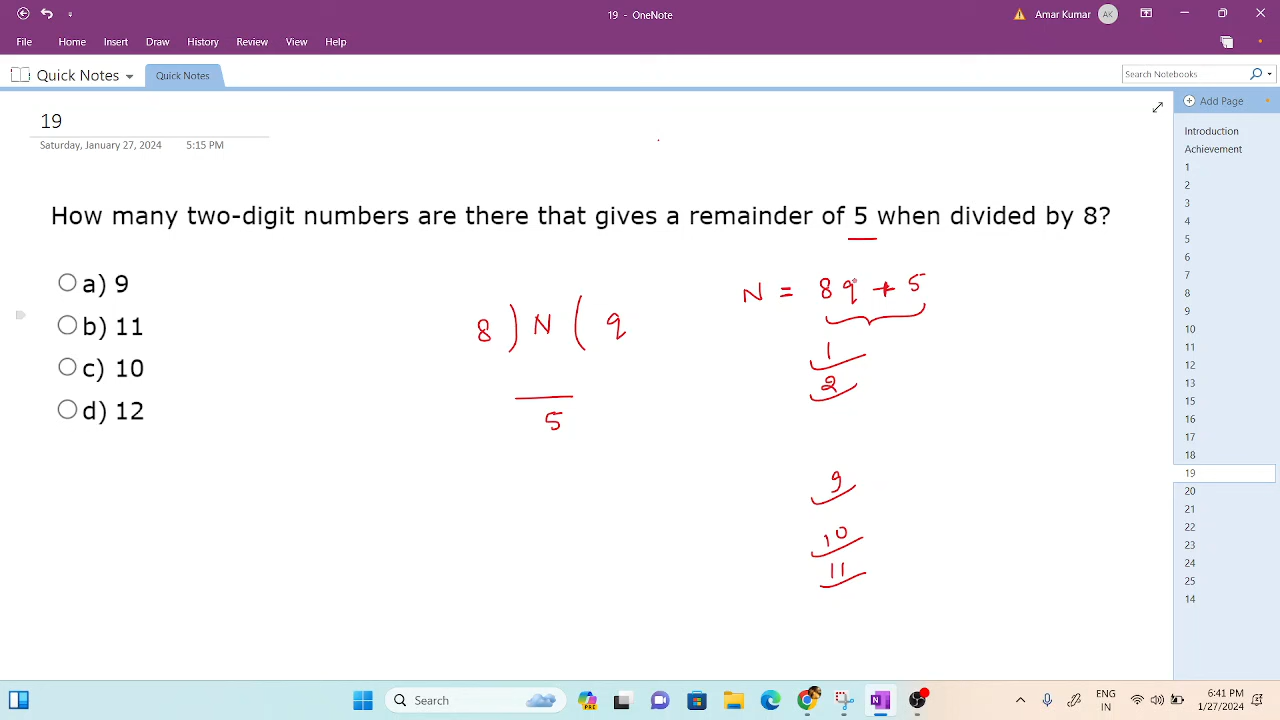 19 - OneNote
Amar Kumar AK
File Home Insert Draw History Review View Help
Quick Notes Quick Notes
Search Notebooks
19
Saturday, January 27, 2024 5:15 PM
How many two-digit numbers are there that gives a remainder of 5 when divided by 8?
a) 9
b) 11
c) 10
d) 12
8 ) N ( q
5
N = 8q + 5
1
2
9
10
11
Add Page
Introduction
Achievement
1
2
3
4
5
6
7
8
9
10
11
12
13
15
16
17
18
19
20
21
22
23
24
25
14
Search
ENG
IN
6:41 PM
1/27/2024